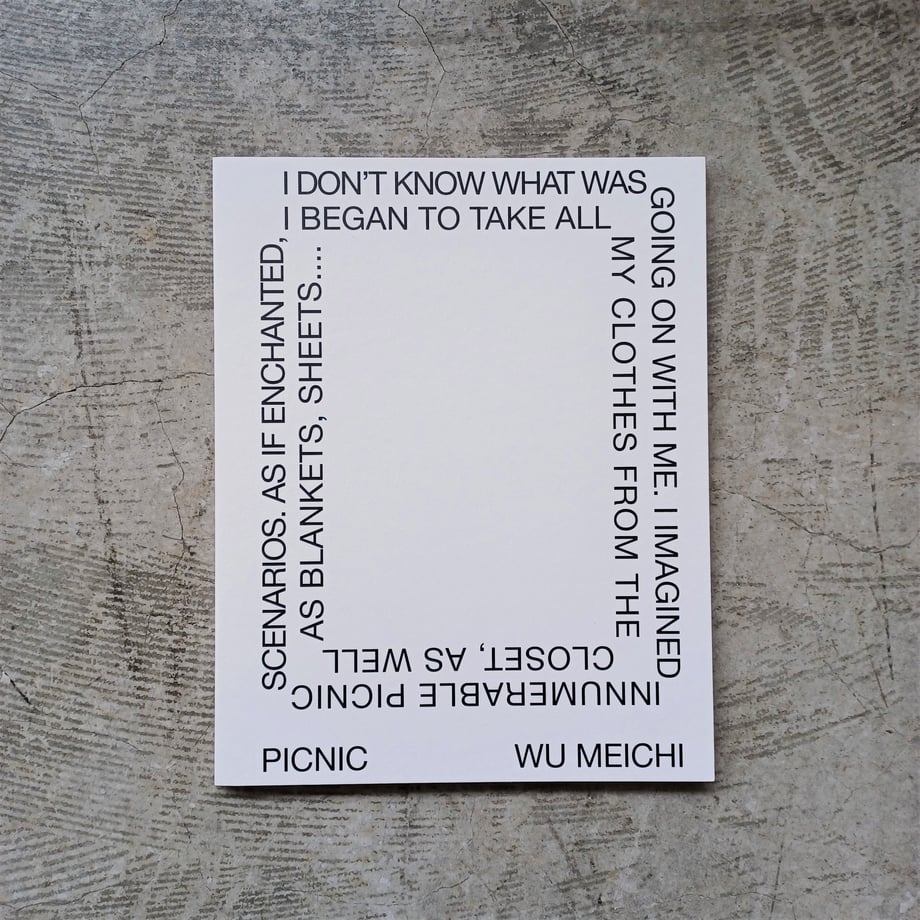 I DON'T KNOW WHAT WAS
GOING ON WITH ME. I IMAGINED
INNUMERABLE PICNIC
SCENARIOS. AS IF ENCHANTED,
I BEGAN TO TAKE ALL
MY CLOTHES FROM THE
CLOSET, AS WELL
AS BLANKETS, SHEETS....
PICNIC
WU MEICHI